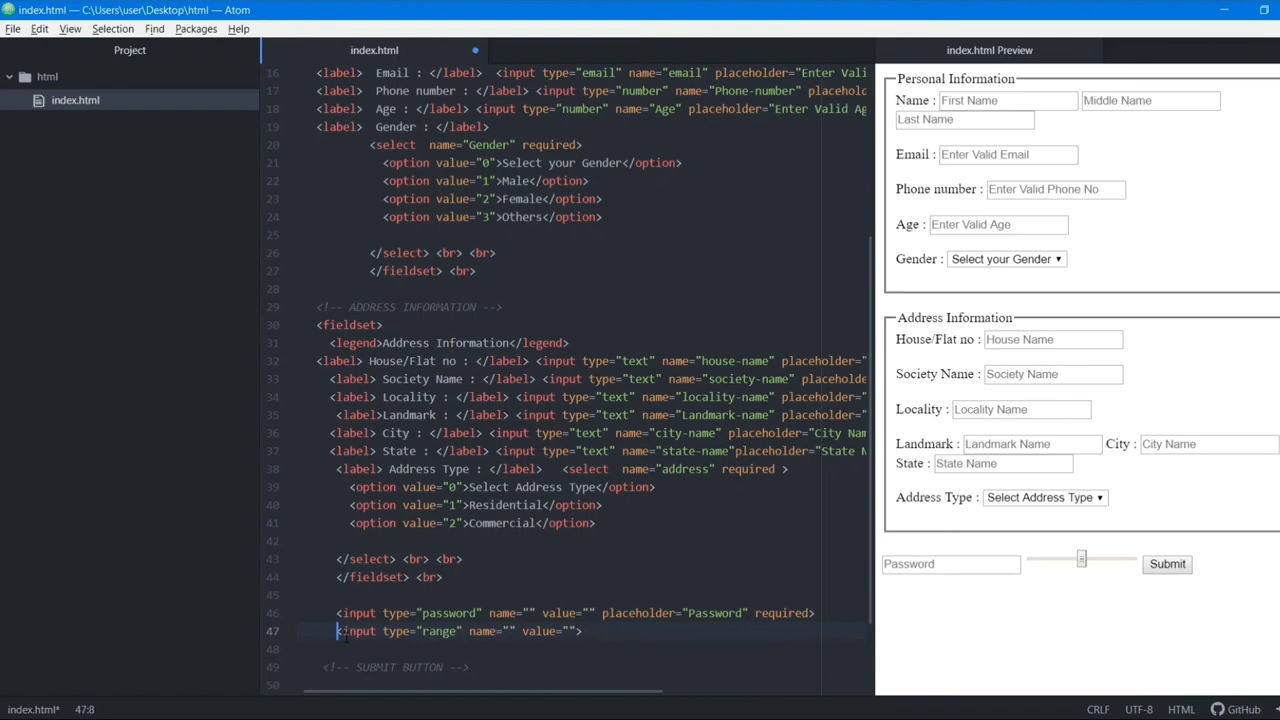 index.html — C:\Users\user\Desktop\html — Atom
File Edit View Selection Find Packages Help
Project
index.html
index.html Preview
html
index.html
16 <label> Email : </label> <input type="email" name="email" placeholder="Enter Vali
17 <label> Phone number : </label> <input type="number" name="Phone-number" placehold
18 <label> Age : </label> <input type="number" name="Age" placeholder="Enter Valid Ag
19 <label> Gender : </label>
20 <select name="Gender" required>
21 <option value="0">Select your Gender</option>
22 <option value="1">Male</option>
23 <option value="2">Female</option>
24 <option value="3">Others</option>
25
26 </select> <br> <br>
27 </fieldset> <br>
28
29 <!-- ADDRESS INFORMATION -->
30 <fieldset>
31 <legend>Address Information</legend>
32 <label> House/Flat no : </label> <input type="text" name="house-name" placeholder="
33 <label> Society Name : </label> <input type="text" name="society-name" placeholde
34 <label> Locality : </label> <input type="text" name="locality-name" placeholder="
35 <label>Landmark : </label> <input type="text" name="Landmark-name" placeholder="
36 <label> City : </label> <input type="text" name="city-name" placeholder="City Nam
37 <label> State : </label> <input type="text" name="state-name"placeholder="State N
38 <label> Address Type : </label> <select name="address" required >
39 <option value="0">Select Address Type</option>
40 <option value="1">Residential</option>
41 <option value="2">Commercial</option>
42
43 </select> <br> <br>
44 </fieldset> <br>
45
46 <input type="password" name="" value="" placeholder="Password" required>
47 <input type="range" name="" value="">
48
49 <!-- SUBMIT BUTTON -->
50
Personal Information
Name : First Name Middle Name
Last Name
Email : Enter Valid Email
Phone number : Enter Valid Phone No
Age : Enter Valid Age
Gender : Select your Gender
Address Information
House/Flat no : House Name
Society Name : Society Name
Locality : Locality Name
Landmark : Landmark Name City : City Name
State : State Name
Address Type : Select Address Type
Password Submit
index.html* 47:8 CRLF UTF-8 HTML GitHub